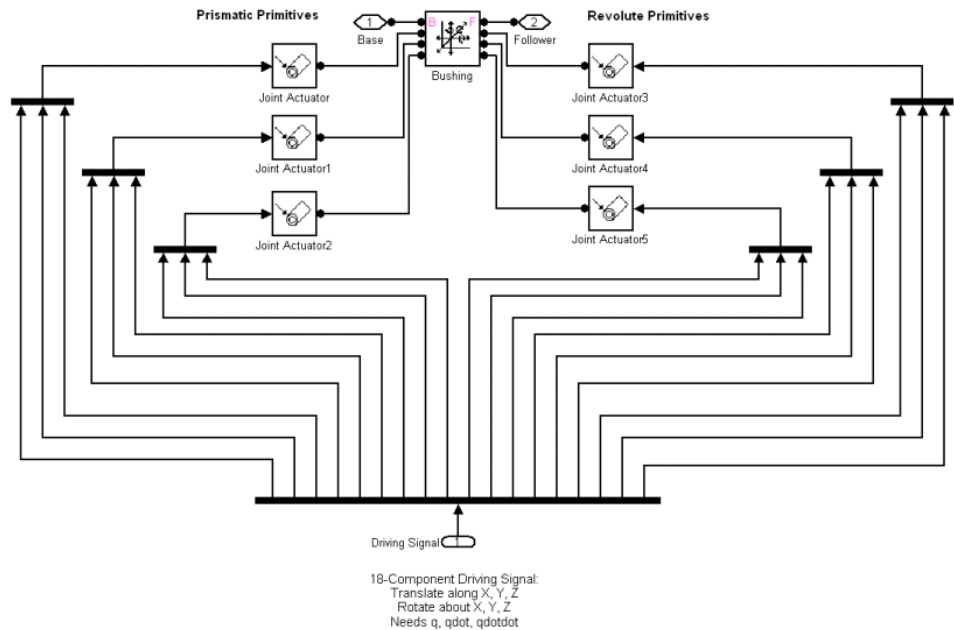 Prismatic Primitives
Revolute Primitives
1
B
F
2
Base
Follower
Bushing
Joint Actuator
Joint Actuator3
Joint Actuator1
Joint Actuator4
Joint Actuator2
Joint Actuator5
Driving Signal
1
18-Component Driving Signal:
Translate along X, Y, Z
Rotate about X, Y, Z
Needs q, qdot, qdotdot